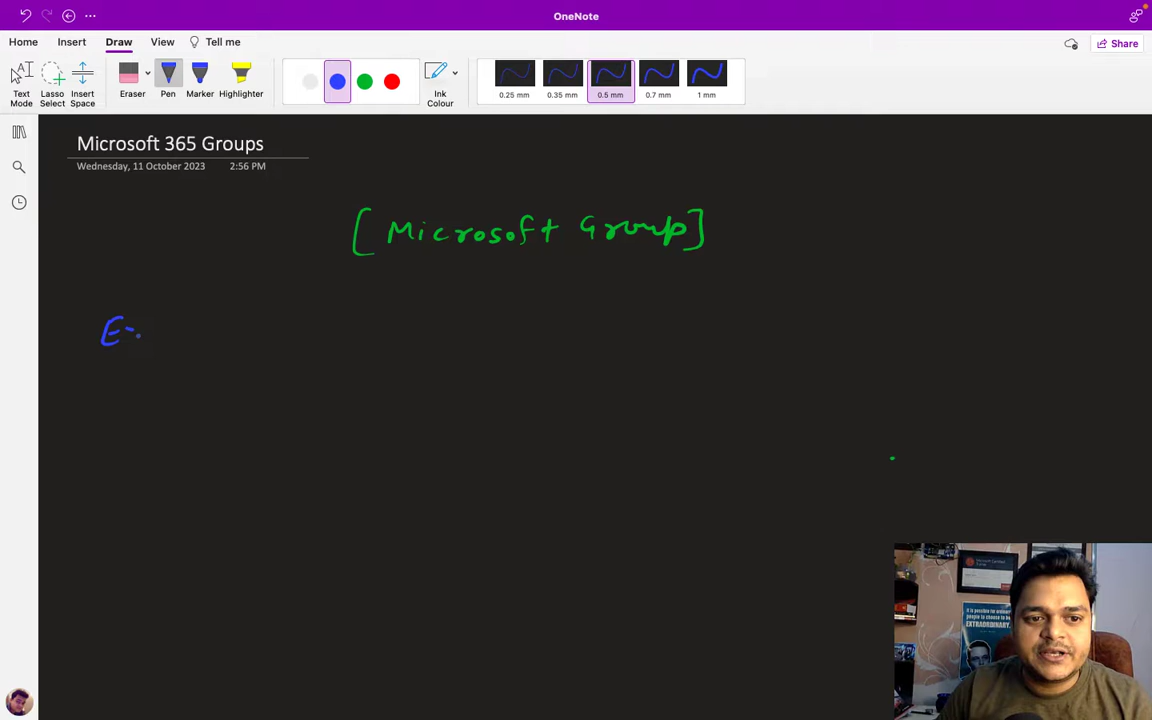 OneNote
Home Insert Draw View Tell me
Share
Text Mode
Lasso Select
Insert Space
Eraser
Pen
Marker
Highlighter
Ink Colour
0.25 mm 0.35 mm 0.5 mm 0.7 mm 1 mm
Microsoft 365 Groups
Wednesday, 11 October 2023 2:56 PM
[Microsoft Group]
E-
EXTRAORDINARY.